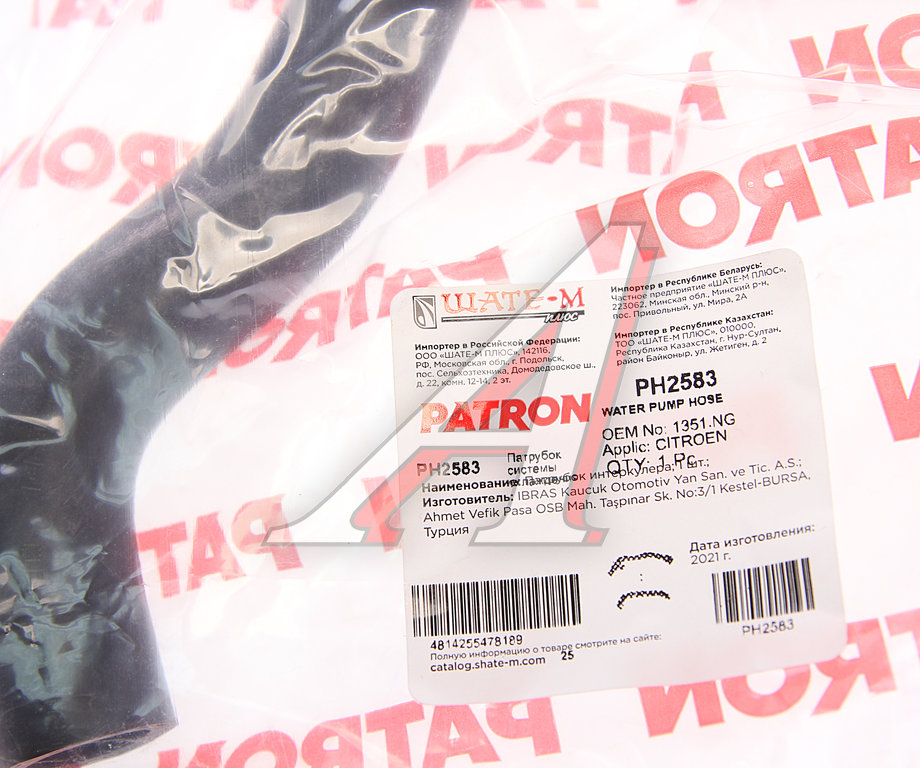 PATRON
ШАТЕ-М
ПЛЮС
Импортер в Российской Федерации:
ООО «ШАТЕ-М ПЛЮС», 142116,
РФ, Московская обл., г. Подольск,
пос. Сельхозтехника, Домодедовское ш.,
д. 22, комн. 12-14, 2 эт.
Импортер в Республике Беларусь:
Частное предприятие «ШАТЕ-М ПЛЮС»,
223062, Минская обл., Минский р-н,
пос. Привольный, ул. Мира, 2А
Импортер в Республике Казахстан:
ТОО «ШАТЕ-М ПЛЮС», 010000,
Республика Казахстан, г. Нур-Султан,
район Байконыр, ул. Жетиген, д. 2
PATRON
PH2583
WATER PUMP HOSE
OEM No: 1351.NG
Applic: CITROEN
QTY: 1 Pc
PH2583
Патрубок
системы
Наименование: Патрубок интеркулера, 1 шт.;
Изготовитель: IBRAS Kaucuk Otomotiv Yan San. ve Tic. A.S.;
Ahmet Vefik Pasa OSB Mah. Taşpınar Sk. No:3/1 Kestel-BURSA,
Турция
Дата изготовления:
2021 г.
4814255478189
PH2583
Полную информацию о товаре смотрите на сайте:
catalog.shate-m.com 25